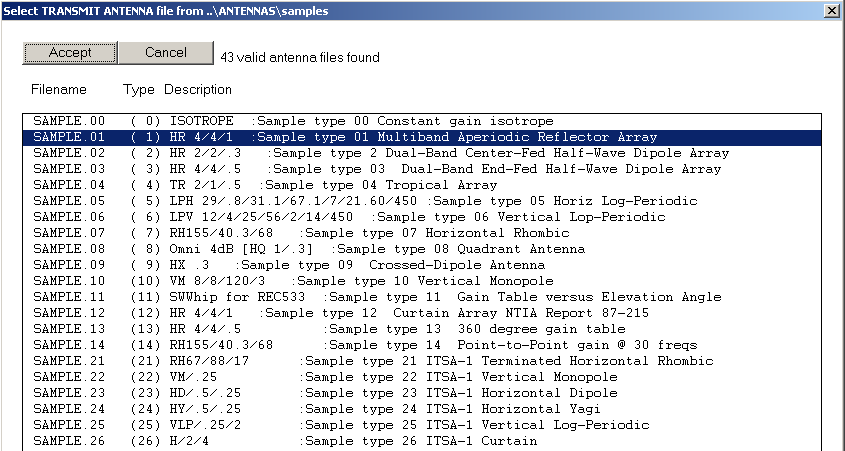 Select TRANSMIT ANTENNA file from ..\ANTENNAS\samples
Accept Cancel 43 valid antenna files found
Filename Type Description
SAMPLE.00 ( 0) ISOTROPE :Sample type 00 Constant gain isotrope
SAMPLE.01 ( 1) HR 4/4/1 :Sample type 01 Multiband Aperiodic Reflector Array
SAMPLE.02 ( 2) HR 2/2/.3 :Sample type 2 Dual-Band Center-Fed Half-Wave Dipole Array
SAMPLE.03 ( 3) HR 4/4/.5 :Sample type 03 Dual-Band End-Fed Half-Wave Dipole Array
SAMPLE.04 ( 4) TR 2/1/.5 :Sample type 04 Tropical Array
SAMPLE.05 ( 5) LPH 29/.8/31.1/67.1/7/21.60/450 :Sample type 05 Horiz Log-Periodic
SAMPLE.06 ( 6) LPV 12/4/25/56/2/14/450 :Sample type 06 Vertical Lop-Periodic
SAMPLE.07 ( 7) RH155/40.3/68 :Sample type 07 Horizontal Rhombic
SAMPLE.08 ( 8) Omni 4dB [HQ 1/.3] :Sample type 08 Quadrant Antenna
SAMPLE.09 ( 9) HX .3 :Sample type 09 Crossed-Dipole Antenna
SAMPLE.10 (10) VM 8/8/120/3 :Sample type 10 Vertical Monopole
SAMPLE.11 (11) SWWhip for REC533 :Sample type 11 Gain Table versus Elevation Angle
SAMPLE.12 (12) HR 4/4/1 :Sample type 12 Curtain Array NTIA Report 87-215
SAMPLE.13 (13) HR 4/4/.5 :Sample type 13 360 degree gain table
SAMPLE.14 (14) RH155/40.3/68 :Sample type 14 Point-to-Point gain @ 30 freqs
SAMPLE.21 (21) RH67/88/17 :Sample type 21 ITSA-1 Terminated Horizontal Rhombic
SAMPLE.22 (22) VM/.25 :Sample type 22 ITSA-1 Vertical Monopole
SAMPLE.23 (23) HD/.5/.25 :Sample type 23 ITSA-1 Horizontal Dipole
SAMPLE.24 (24) HY/.5/.25 :Sample type 24 ITSA-1 Horizontal Yagi
SAMPLE.25 (25) VLP/.25/2 :Sample type 25 ITSA-1 Vertical Log-Periodic
SAMPLE.26 (26) H/2/4 :Sample type 26 ITSA-1 Curtain